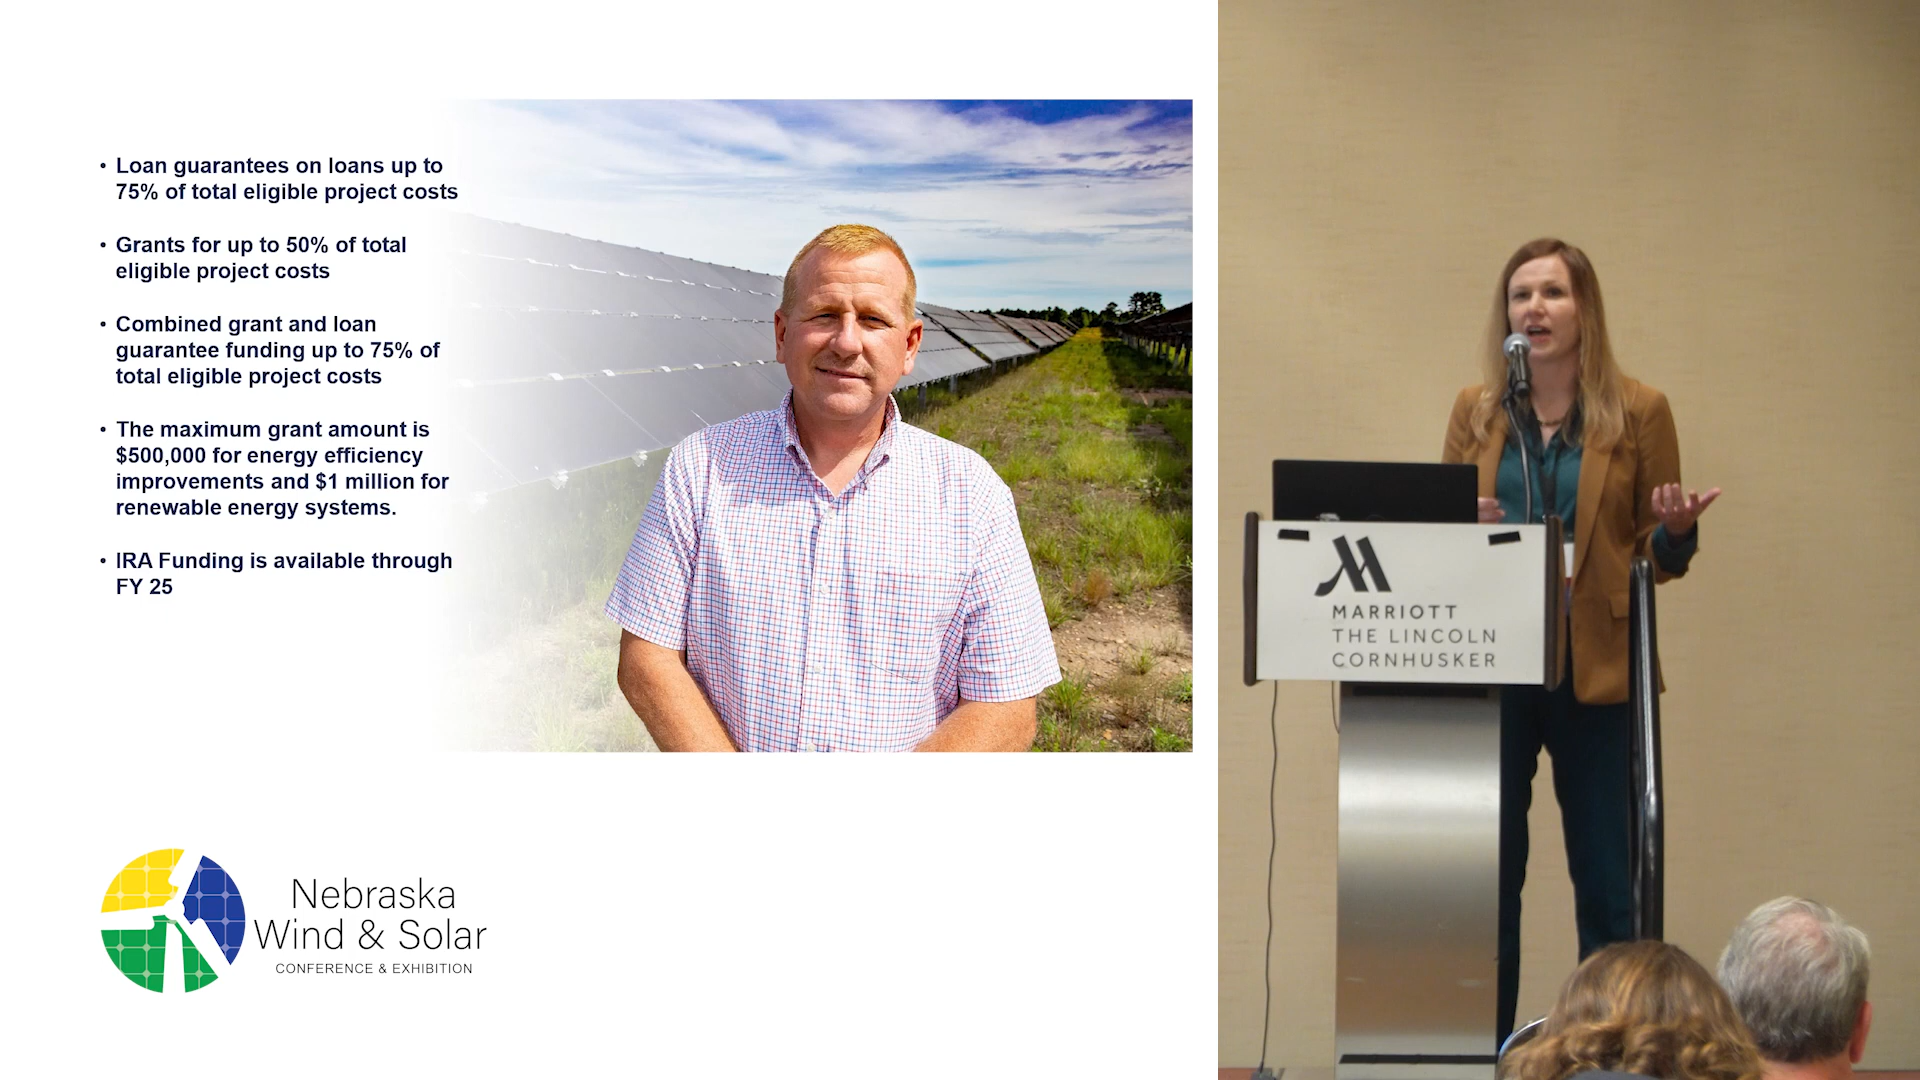 • Loan guarantees on loans up to
75% of total eligible project costs
• Grants for up to 50% of total
eligible project costs
• Combined grant and loan
guarantee funding up to 75% of
total eligible project costs
• The maximum grant amount is
$500,000 for energy efficiency
improvements and $1 million for
renewable energy systems.
• IRA Funding is available through
FY 25
Nebraska
Wind & Solar
CONFERENCE & EXHIBITION
MARRIOTT
THE LINCOLN
CORNHUSKER